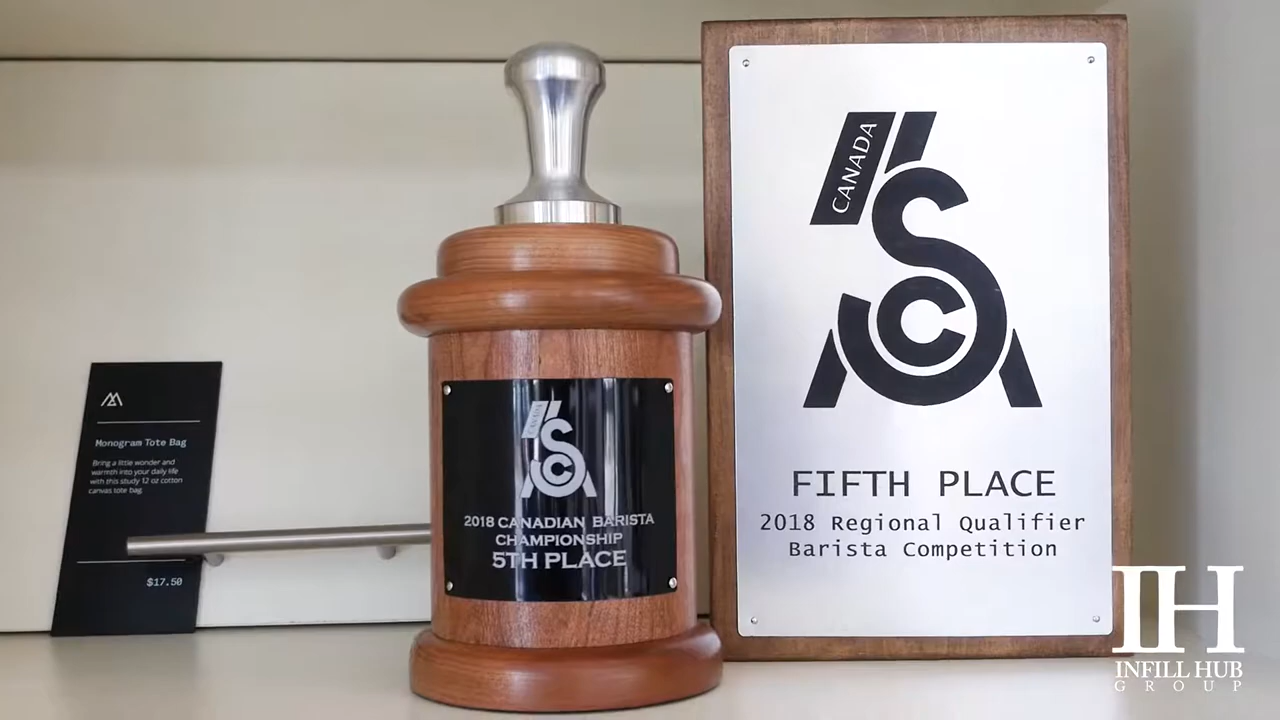 Monogram Tote Bag
Bring a little wonder and
warmth into your daily life
with this study 12 oz cotton
canvas tote bag.
$17.50
CANADA
SCA
2018 CANADIAN BARISTA
CHAMPIONSHIP
5TH PLACE
CANADA
SCA
FIFTH PLACE
2018 Regional Qualifier
Barista Competition
IH
INFILL HUB
GROUP